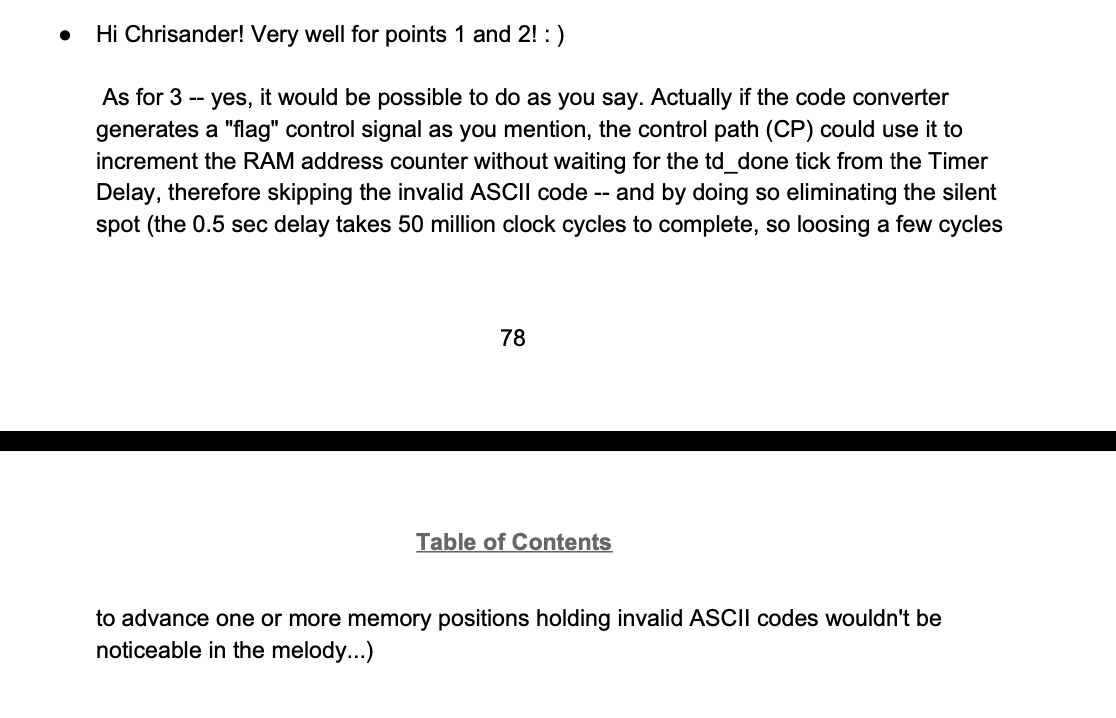 ● Hi Chrisander! Very well for points 1 and 2! : )
As for 3 -- yes, it would be possible to do as you say. Actually if the code converter
generates a "flag" control signal as you mention, the control path (CP) could use it to
increment the RAM address counter without waiting for the td_done tick from the Timer
Delay, therefore skipping the invalid ASCII code -- and by doing so eliminating the silent
spot (the 0.5 sec delay takes 50 million clock cycles to complete, so loosing a few cycles
78
Table of Contents
to advance one or more memory positions holding invalid ASCII codes wouldn't be
noticeable in the melody...)